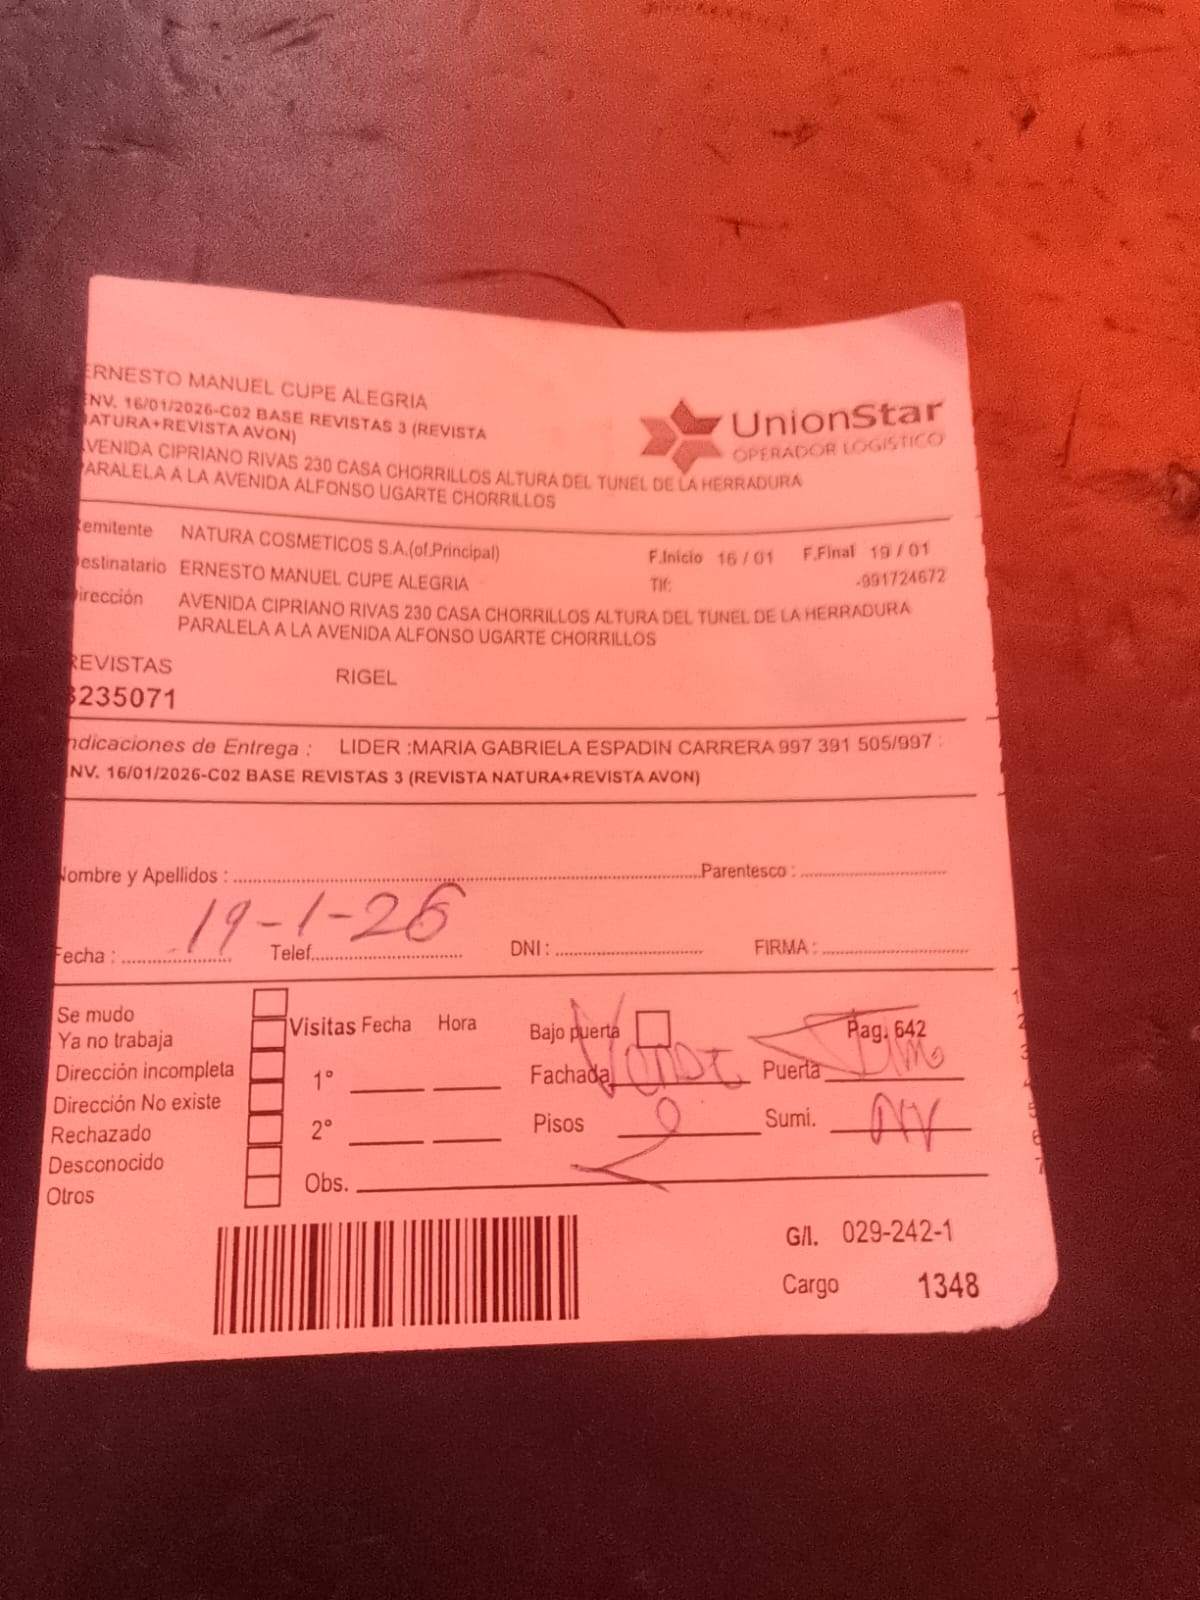 ERNESTO MANUEL CUPE ALEGRIA
NV. 16/01/2026-C02 BASE REVISTAS 3 (REVISTA
NATURA+REVISTA AVON)
AVENIDA CIPRIANO RIVAS 230 CASA CHORRILLOS ALTURA DEL TUNEL DE LA HERRADURA
PARALELA A LA AVENIDA ALFONSO UGARTE CHORRILLOS
UnionStar
OPERADOR LOGISTICO
Remitente NATURA COSMETICOS S.A.(of.Principal)
F.Inicio 16 / 01 F.Final 19 / 01
Destinatario ERNESTO MANUEL CUPE ALEGRIA
Tlf: -991724672
Dirección AVENIDA CIPRIANO RIVAS 230 CASA CHORRILLOS ALTURA DEL TUNEL DE LA HERRADURA
PARALELA A LA AVENIDA ALFONSO UGARTE CHORRILLOS
REVISTAS RIGEL
3235071
Indicaciones de Entrega : LIDER :MARIA GABRIELA ESPADIN CARRERA 997 391 505/997
NV. 16/01/2026-C02 BASE REVISTAS 3 (REVISTA NATURA+REVISTA AVON)
Nombre y Apellidos : Parentesco :
19-1-26
Fecha : Telef. DNI : FIRMA :
Se mudo
Ya no trabaja
Dirección incompleta
Dirección No existe
Rechazado
Desconocido
Otros
Visitas Fecha Hora
1°
2°
Obs.
Bajo puerta Pag. 642
Fachada Puerta
Pisos 2 Sumi.
G/l. 029-242-1
Cargo 1348